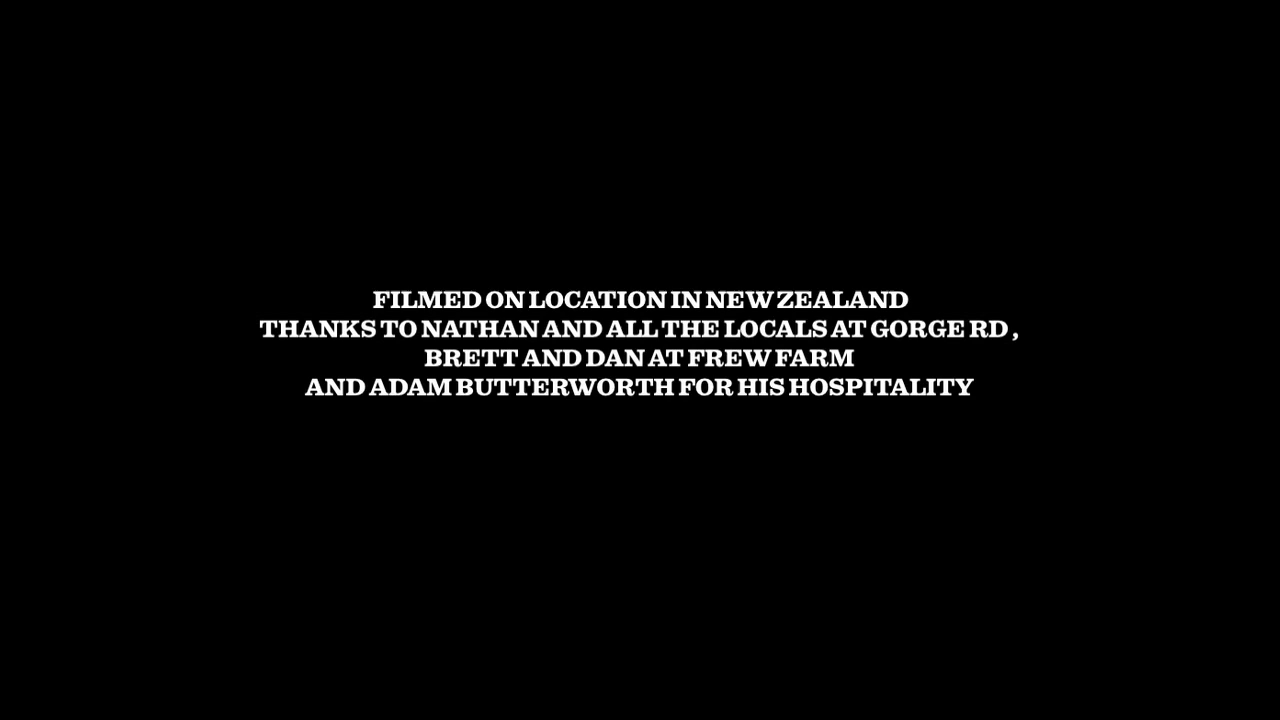 FILMED ON LOCATION IN NEW ZEALAND
THANKS TO NATHAN AND ALL THE LOCALS AT GORGE RD ,
BRETT AND DAN AT FREW FARM
AND ADAM BUTTERWORTH FOR HIS HOSPITALITY